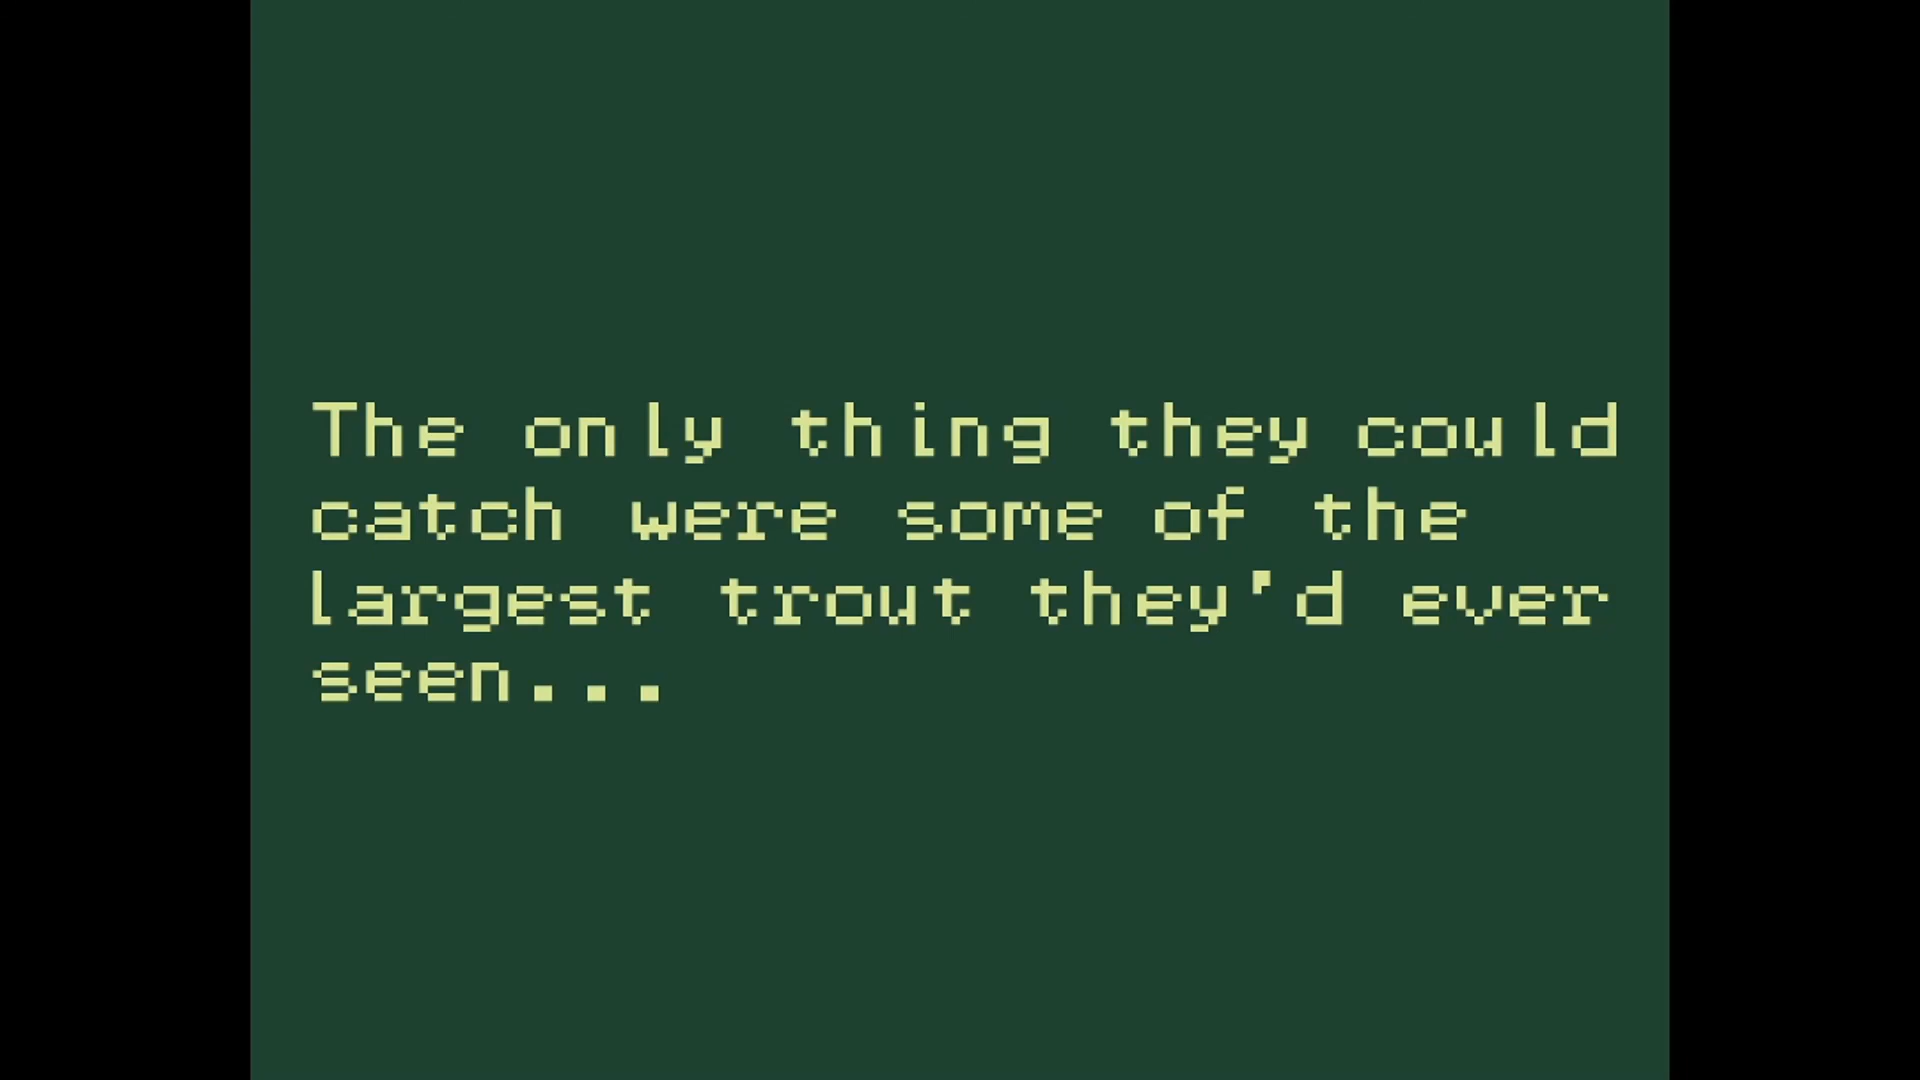 The only thing they could
catch were some of the
largest trout they'd ever
seen...